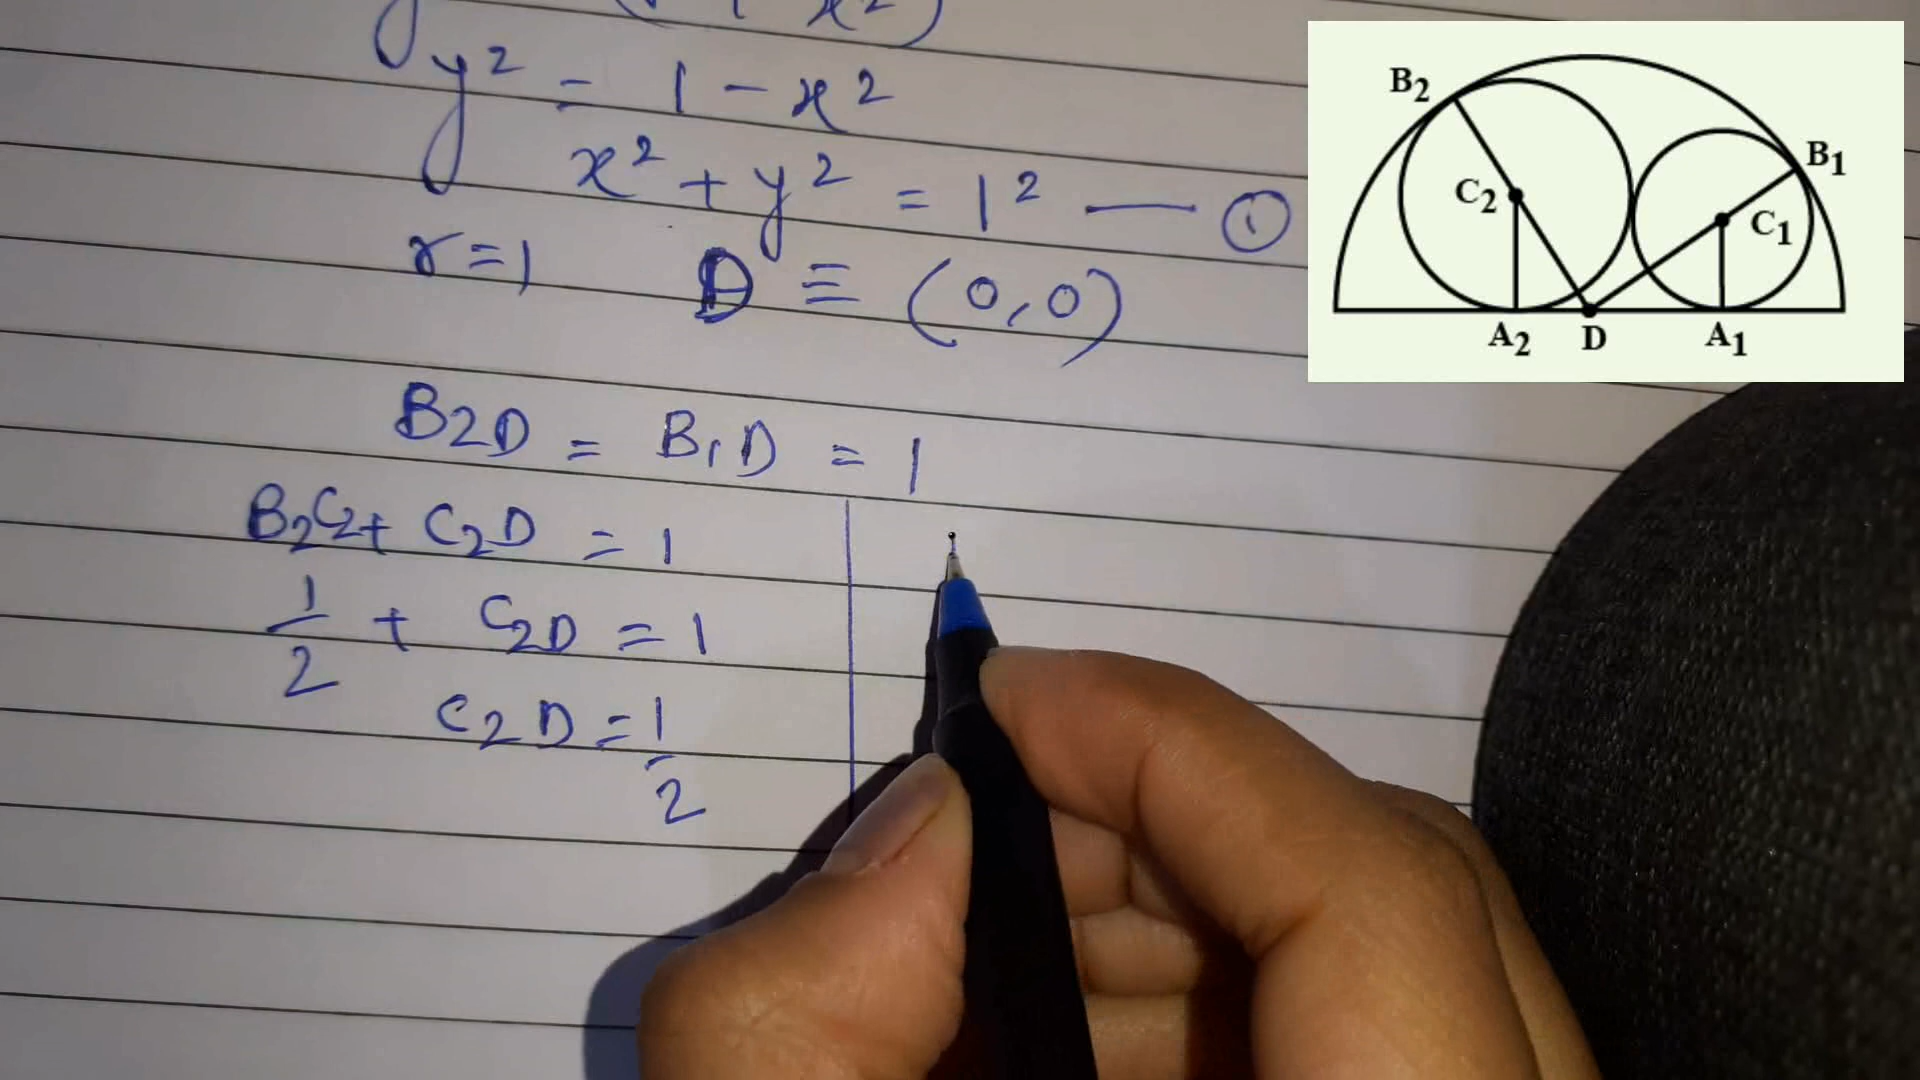 x²)
y² = 1 - x²
x² + y² = 1² — ①
r = 1 D ≡ (0,0)
B2D = B₁D = 1
B₂C₂ + C₂D = 1
1/2 + C₂D = 1
C₂D = 1/2
B₂
B₁
C₂
C₁
A₂ D A₁